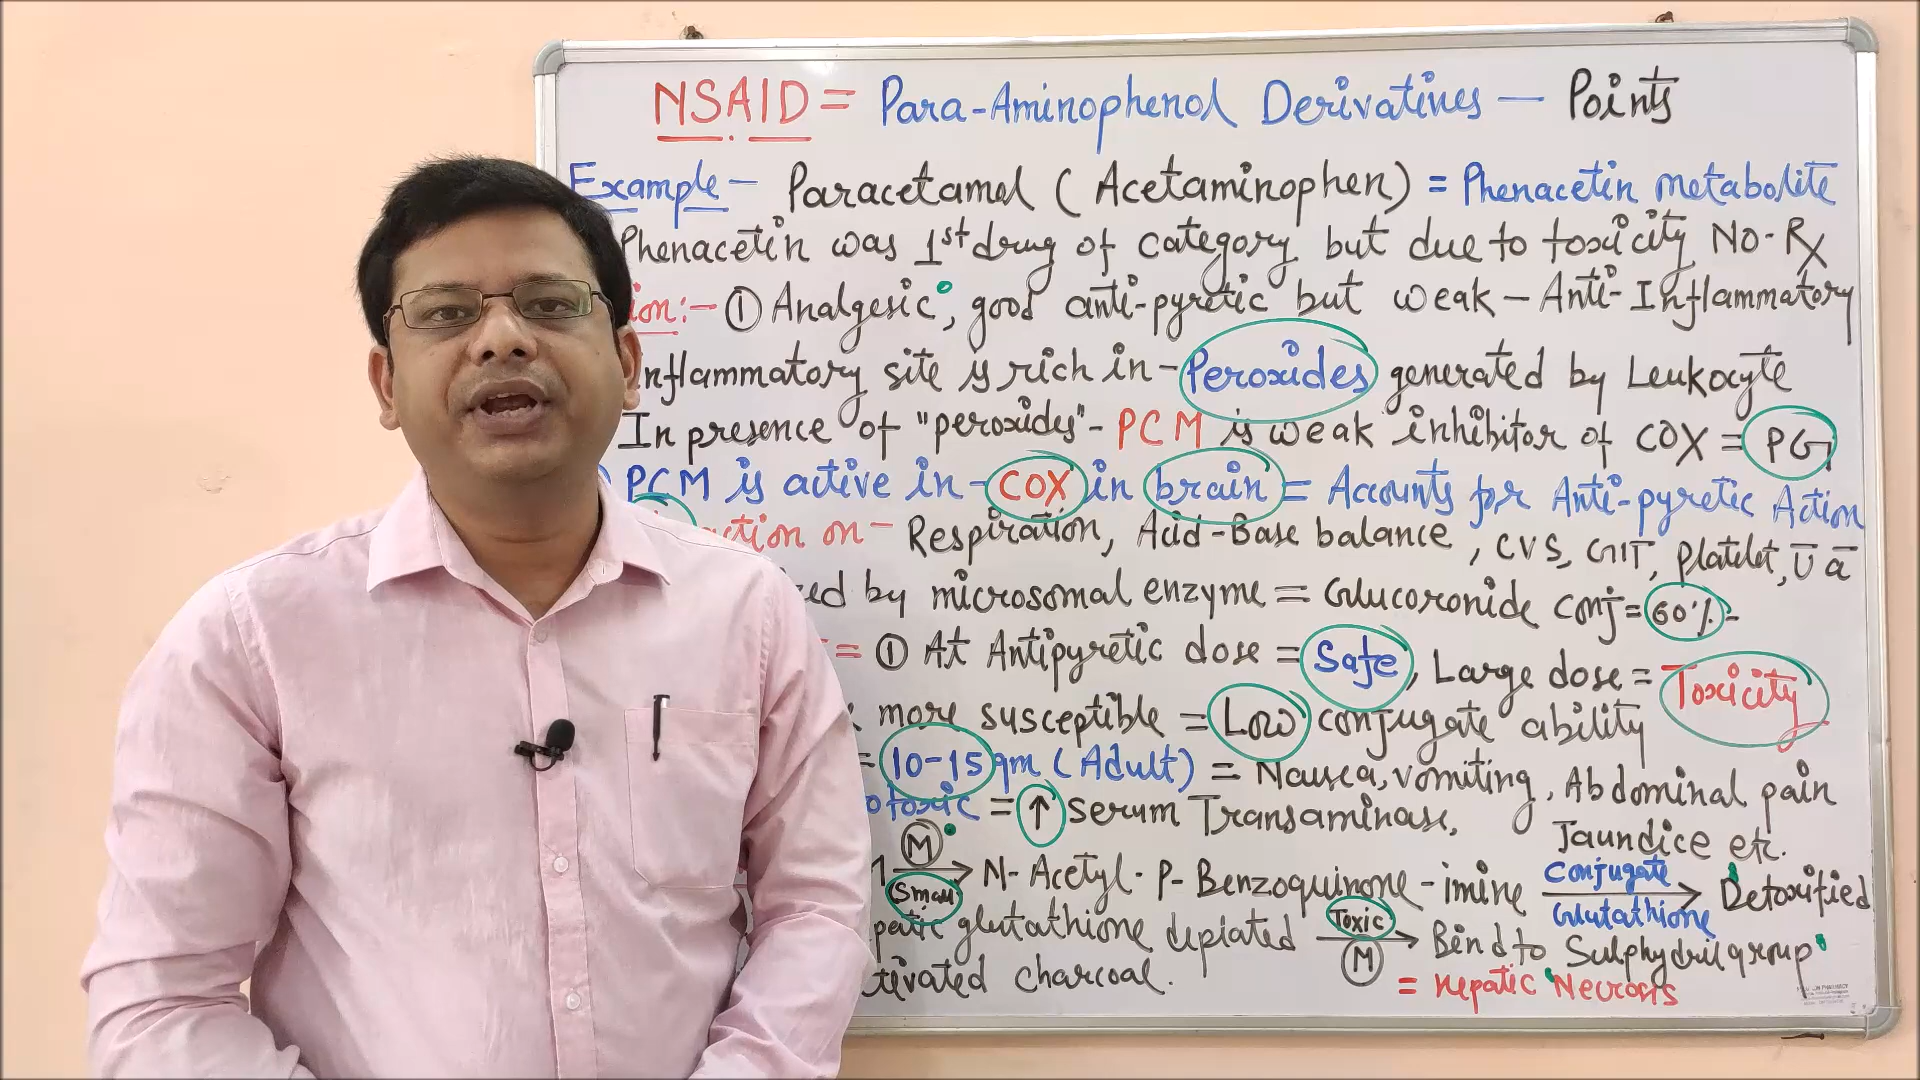 NSAID = Para-Aminophenol Derivatives — Points
Example – Paracetamol (Acetaminophen) = Phenacetin metabolite
Phenacetin was 1st drug of category but due to toxicity NO-Rx
ion:- ① Analgesic, good anti-pyretic but weak – Anti-Inflammatory
nflammatory site is rich in - Peroxides generated by Leukocyte
In presence of "peroxides" - PCM is weak inhibitor of COX = PG
PCM is active in - COX in brain = Accounts for Anti-pyretic Action
ction on – Respiration, Acid-Base balance, CVS, GIT, Platelet, U a
ed by microsomal enzyme = Glucoronide conj = 60%
= ① At Antipyretic dose = Safe, Large dose = Toxicity
more susceptible = Low conjugate ability
= 10-15 gm (Adult) = Nausea, vomiting, Abdominal pain
otoxic = ↑ serum Transaminase, Jaundice etc.
M Small → N-Acetyl-P-Benzoquinone-imine Conjugate Glutathione → Detoxified
patic glutathione depleated Toxic M → Bind to Sulphydril group
tivated charcoal. = Hepatic Necrosis